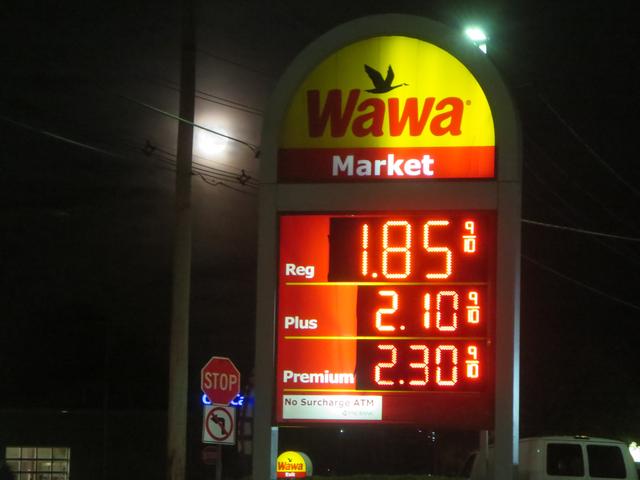 Wawa
Market
Reg 1.85 9/10
Plus 2.10 9/10
Premium 2.30 9/10
No Surcharge ATM
STOP
Wawa